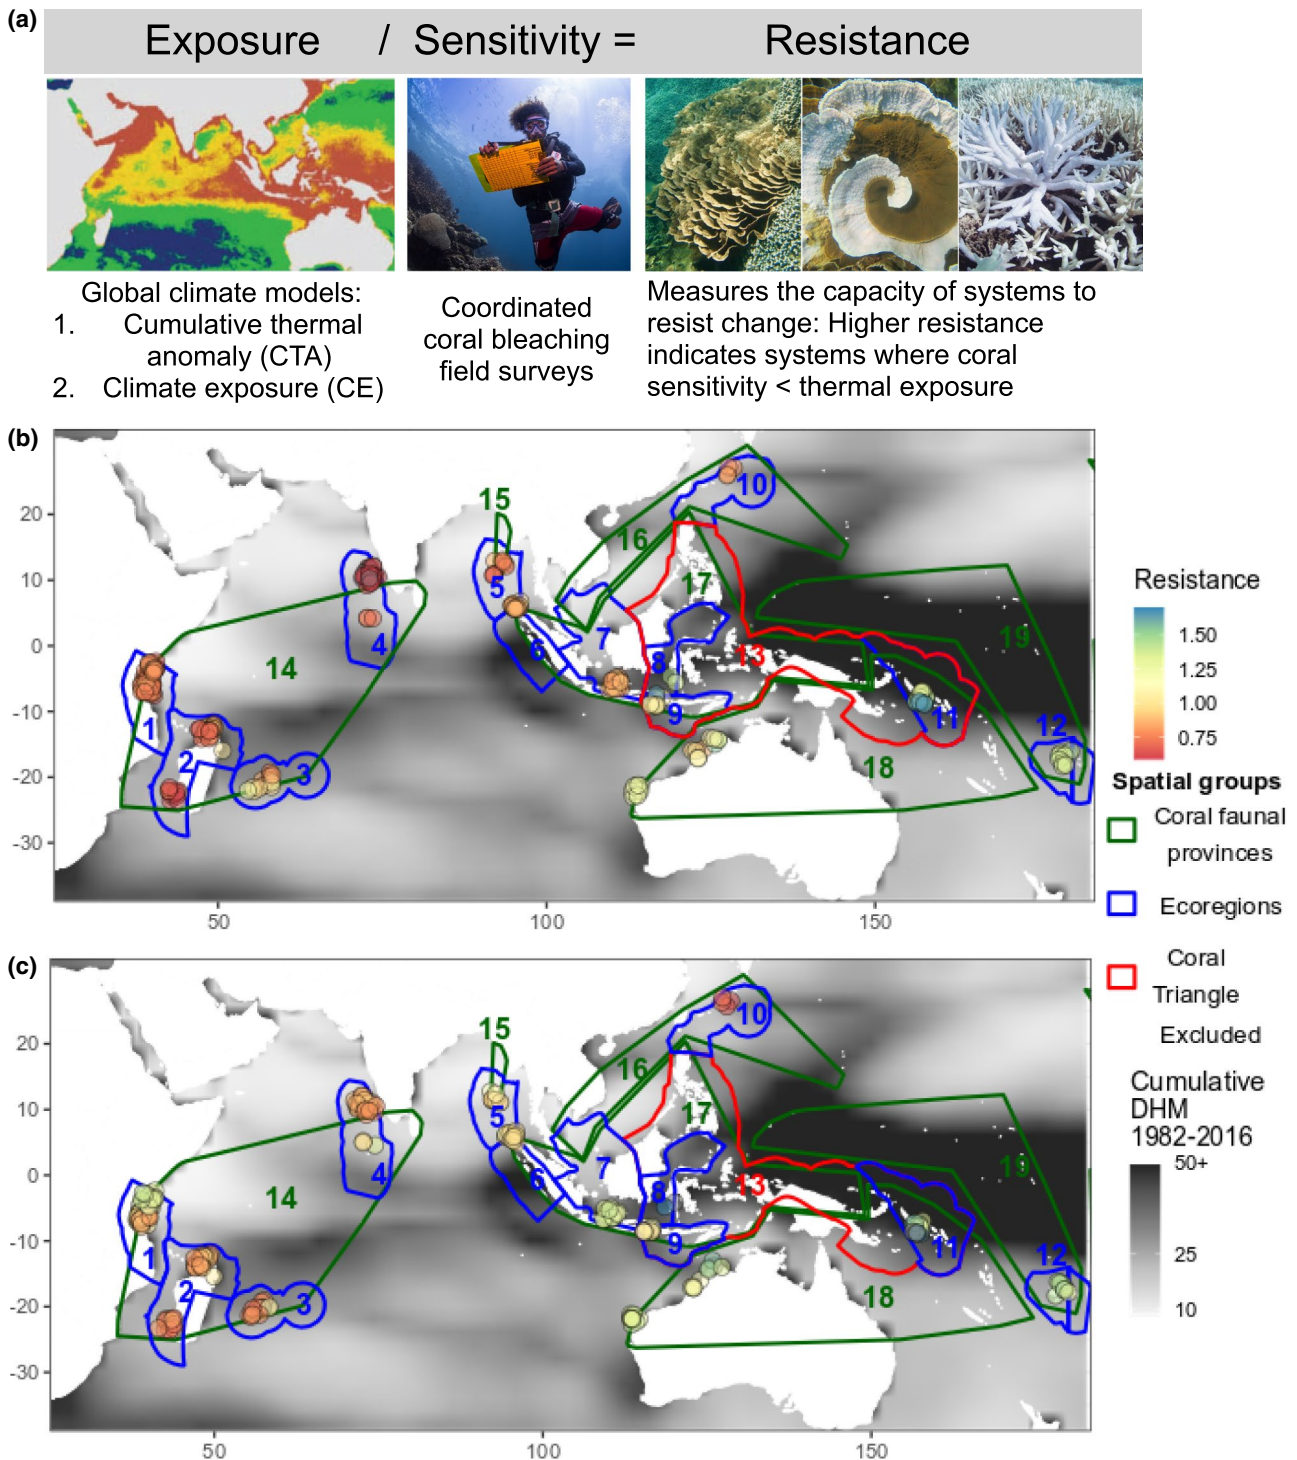 (a)
Exposure / Sensitivity = Resistance
Global climate models:
1. Cumulative thermal
anomaly (CTA)
2. Climate exposure (CE)
Coordinated
coral bleaching
field surveys
Measures the capacity of systems to
resist change: Higher resistance
indicates systems where coral
sensitivity < thermal exposure
(b)
20
10
0
-10
-20
-30
50
100
150
1
2
3
4
5
6
7
8
9
10
11
12
13
14
15
16
17
18
19
Resistance
1.50
1.25
1.00
0.75
Spatial groups
Coral faunal
provinces
Ecoregions
Coral
Triangle
Excluded
Cumulative
DHM
1982-2016
50+
25
10
(c)
20
10
0
-10
-20
-30
50
100
150
1
2
3
4
5
6
7
8
9
10
11
12
13
14
15
16
17
18
19